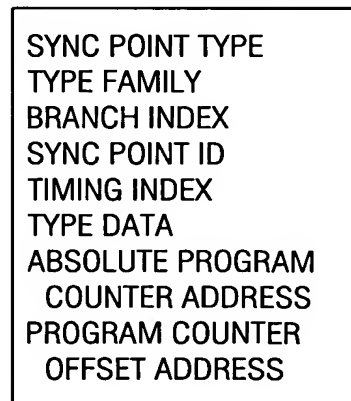 SYNC POINT TYPE
TYPE FAMILY
BRANCH INDEX
SYNC POINT ID
TIMING INDEX
TYPE DATA
ABSOLUTE PROGRAM
COUNTER ADDRESS
PROGRAM COUNTER
OFFSET ADDRESS